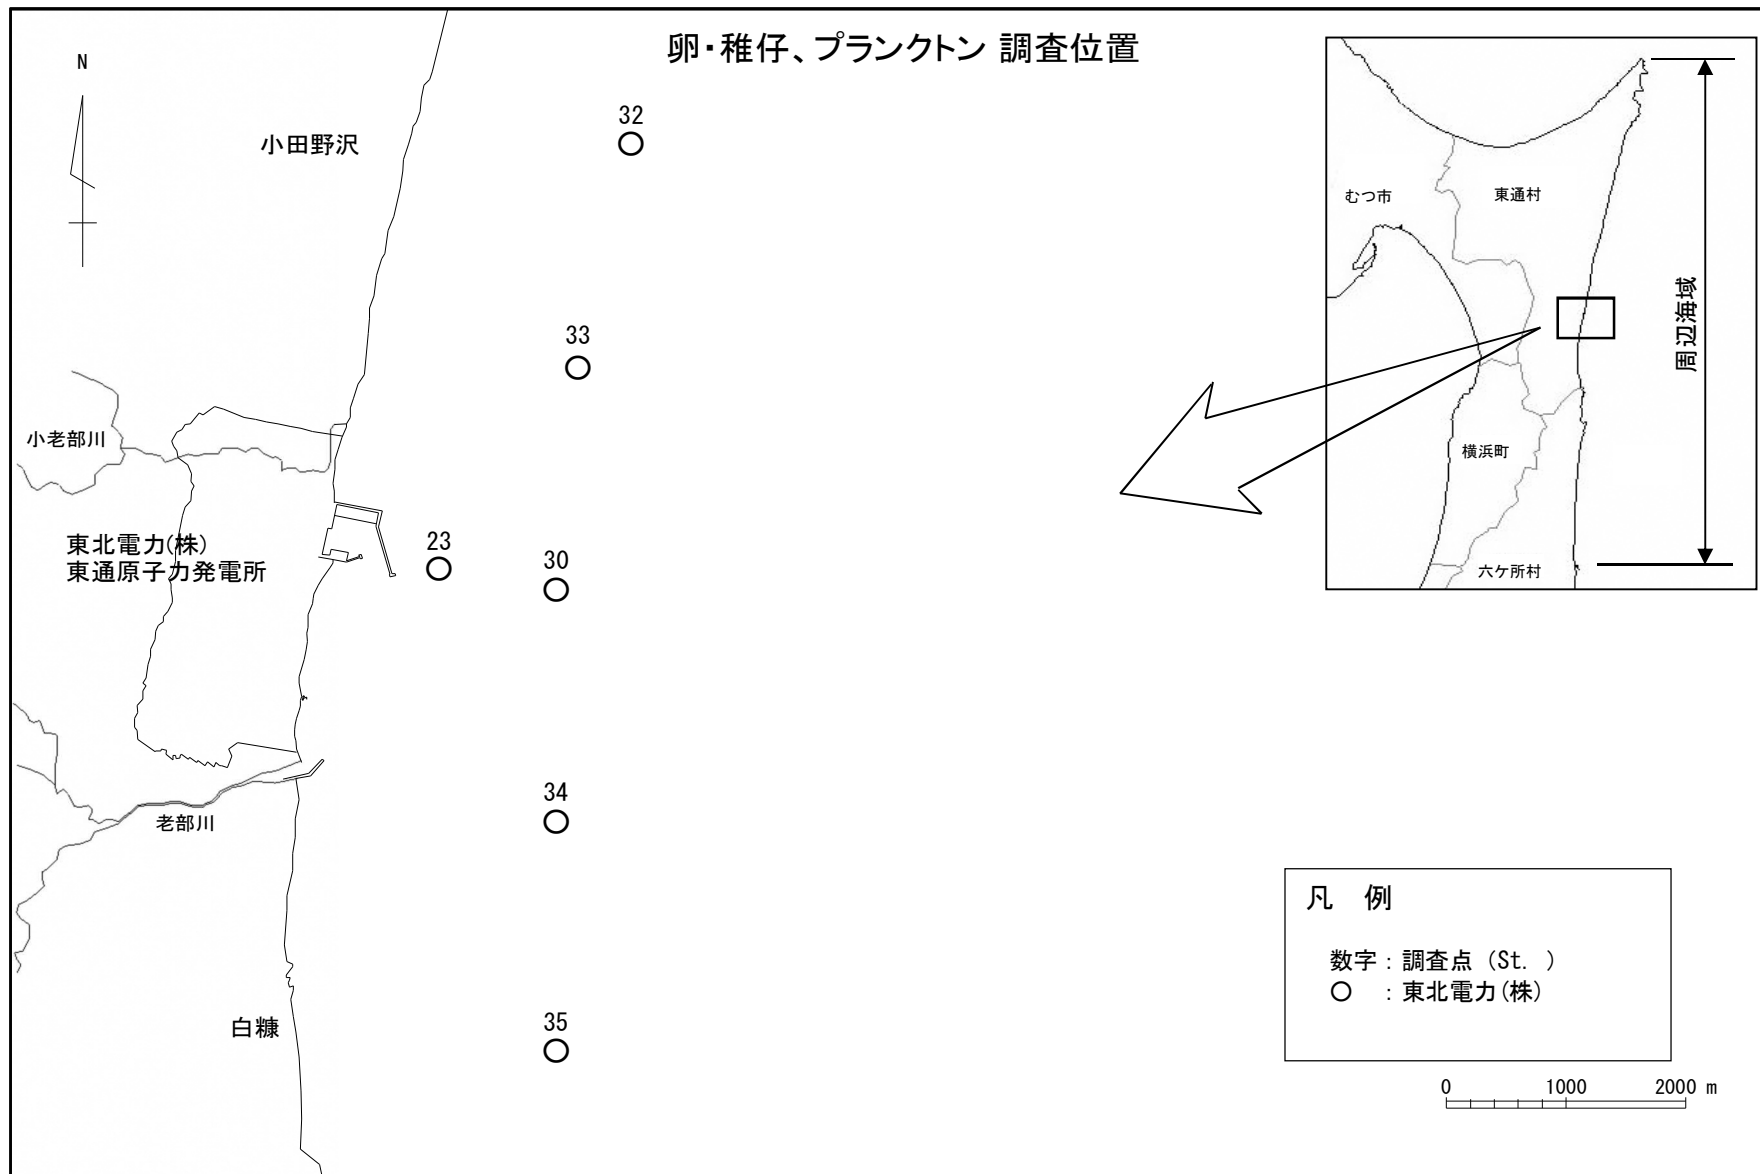 卵・稚仔、プランクトン 調査位置
N
小田野沢
32
33
小老部川
東北電力(株)
東通原子力発電所
23
30
34
老部川
35
白糠
むつ市
東通村
周辺海域
横浜町
六ケ所村
凡 例
数字：調査点（St. ）
○ ：東北電力(株)
0 1000 2000 m